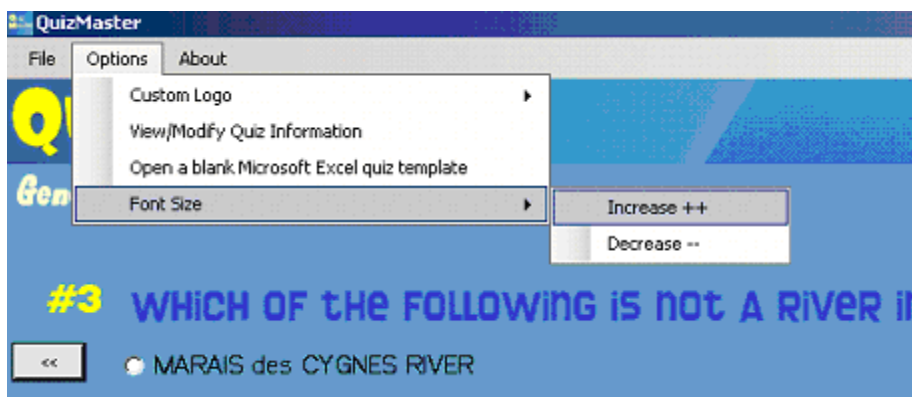 QuizMaster
File Options About
Custom Logo
View/Modify Quiz Information
Open a blank Microsoft Excel quiz template
Gen
Font Size
Increase ++
Decrease --
#3 WHiCH OF tHe FOLLOWiNG iS NOt A RiVeR
<< MARAIS des CYGNES RIVER